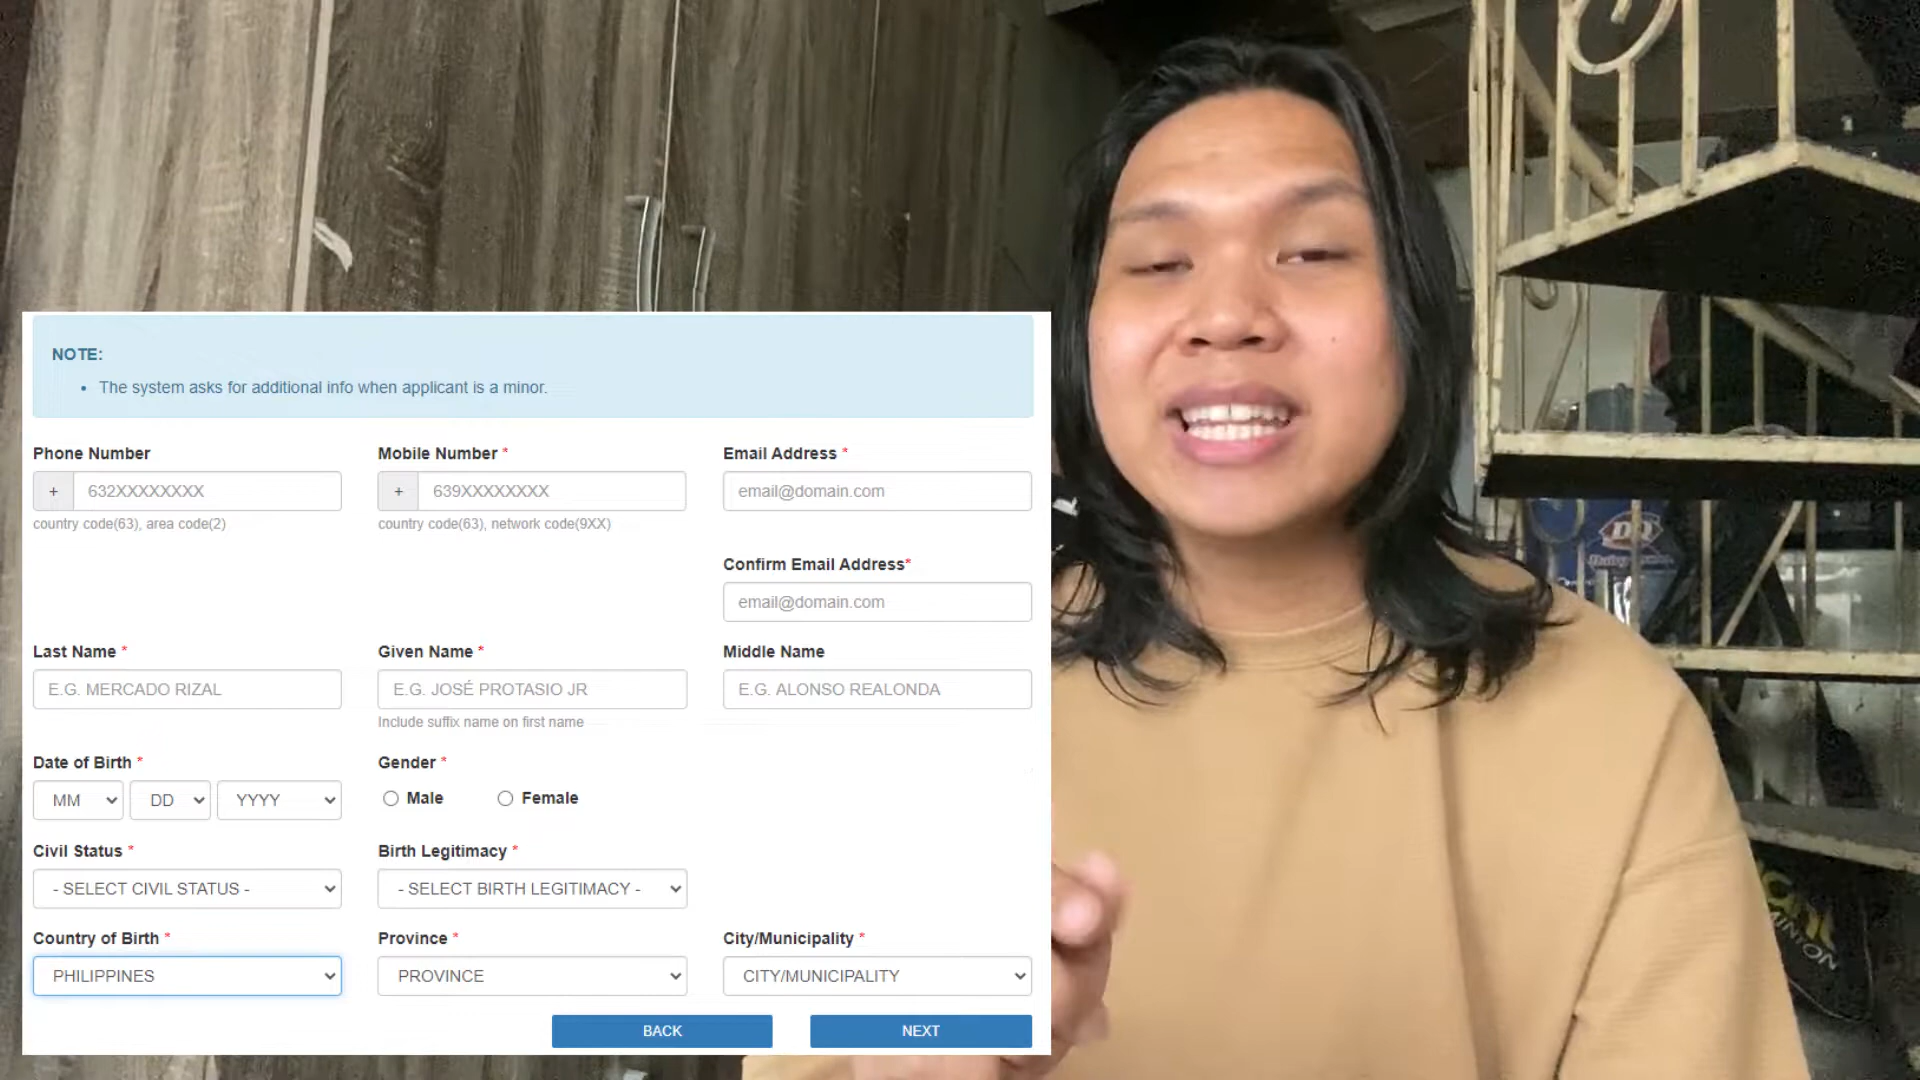 NOTE:
• The system asks for additional info when applicant is a minor.
Phone Number
Mobile Number *
Email Address *
+ 632XXXXXXXX
+ 639XXXXXXXX
email@domain.com
country code(63), area code(2)
country code(63), network code(9XX)
Confirm Email Address*
email@domain.com
Last Name *
Given Name *
Middle Name
E.G. MERCADO RIZAL
E.G. JOSÉ PROTASIO JR
E.G. ALONSO REALONDA
Include suffix name on first name
Date of Birth *
Gender *
MM
DD
YYYY
Male
Female
Civil Status *
Birth Legitimacy *
- SELECT CIVIL STATUS -
- SELECT BIRTH LEGITIMACY -
Country of Birth *
Province *
City/Municipality *
PHILIPPINES
PROVINCE
CITY/MUNICIPALITY
BACK
NEXT
DQ